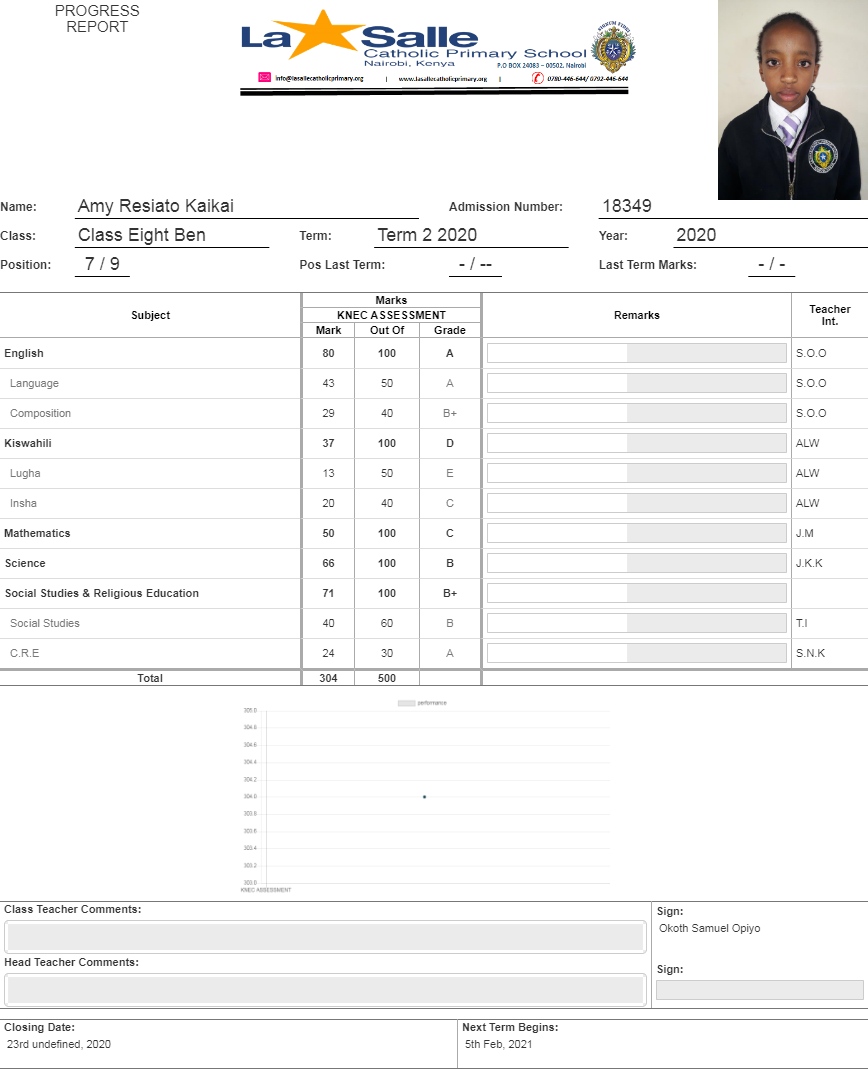 PROGRESS
REPORT
La Salle
Catholic Primary School
Nairobi, Kenya
P.O BOX 24083 – 00502, Nairobi
info@lasallecatholicprimary.org | www.lasallecatholicprimary.org | 0780-446-644/ 0792-446-644
Name: Amy Resiato Kaikai Admission Number: 18349
Class: Class Eight Ben Term: Term 2 2020 Year: 2020
Position: 7 / 9 Pos Last Term: - / -- Last Term Marks: - / -
Subject Marks Remarks Teacher Int.
KNEC ASSESSMENT
Mark Out Of Grade
English 80 100 A S.O.O
Language 43 50 A S.O.O
Composition 29 40 B+ S.O.O
Kiswahili 37 100 D ALW
Lugha 13 50 E ALW
Insha 20 40 C ALW
Mathematics 50 100 C J.M
Science 66 100 B J.K.K
Social Studies & Religious Education 71 100 B+
Social Studies 40 60 B T.I
C.R.E 24 30 A S.N.K
Total 304 500
performance
305.0
304.8
304.6
304.4
304.2
304.0
303.8
303.6
303.4
303.2
303.0
KNEC ASSESSMENT
Class Teacher Comments: Sign:
Okoth Samuel Opiyo
Head Teacher Comments: Sign:
Closing Date: Next Term Begins:
23rd undefined, 2020 5th Feb, 2021